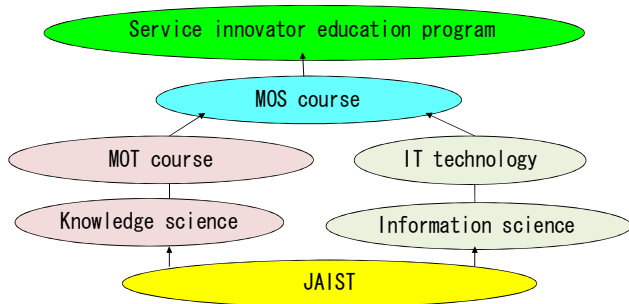 Service innovator education program
MOS course
MOT course
IT technology
Knowledge science
Information science
JAIST